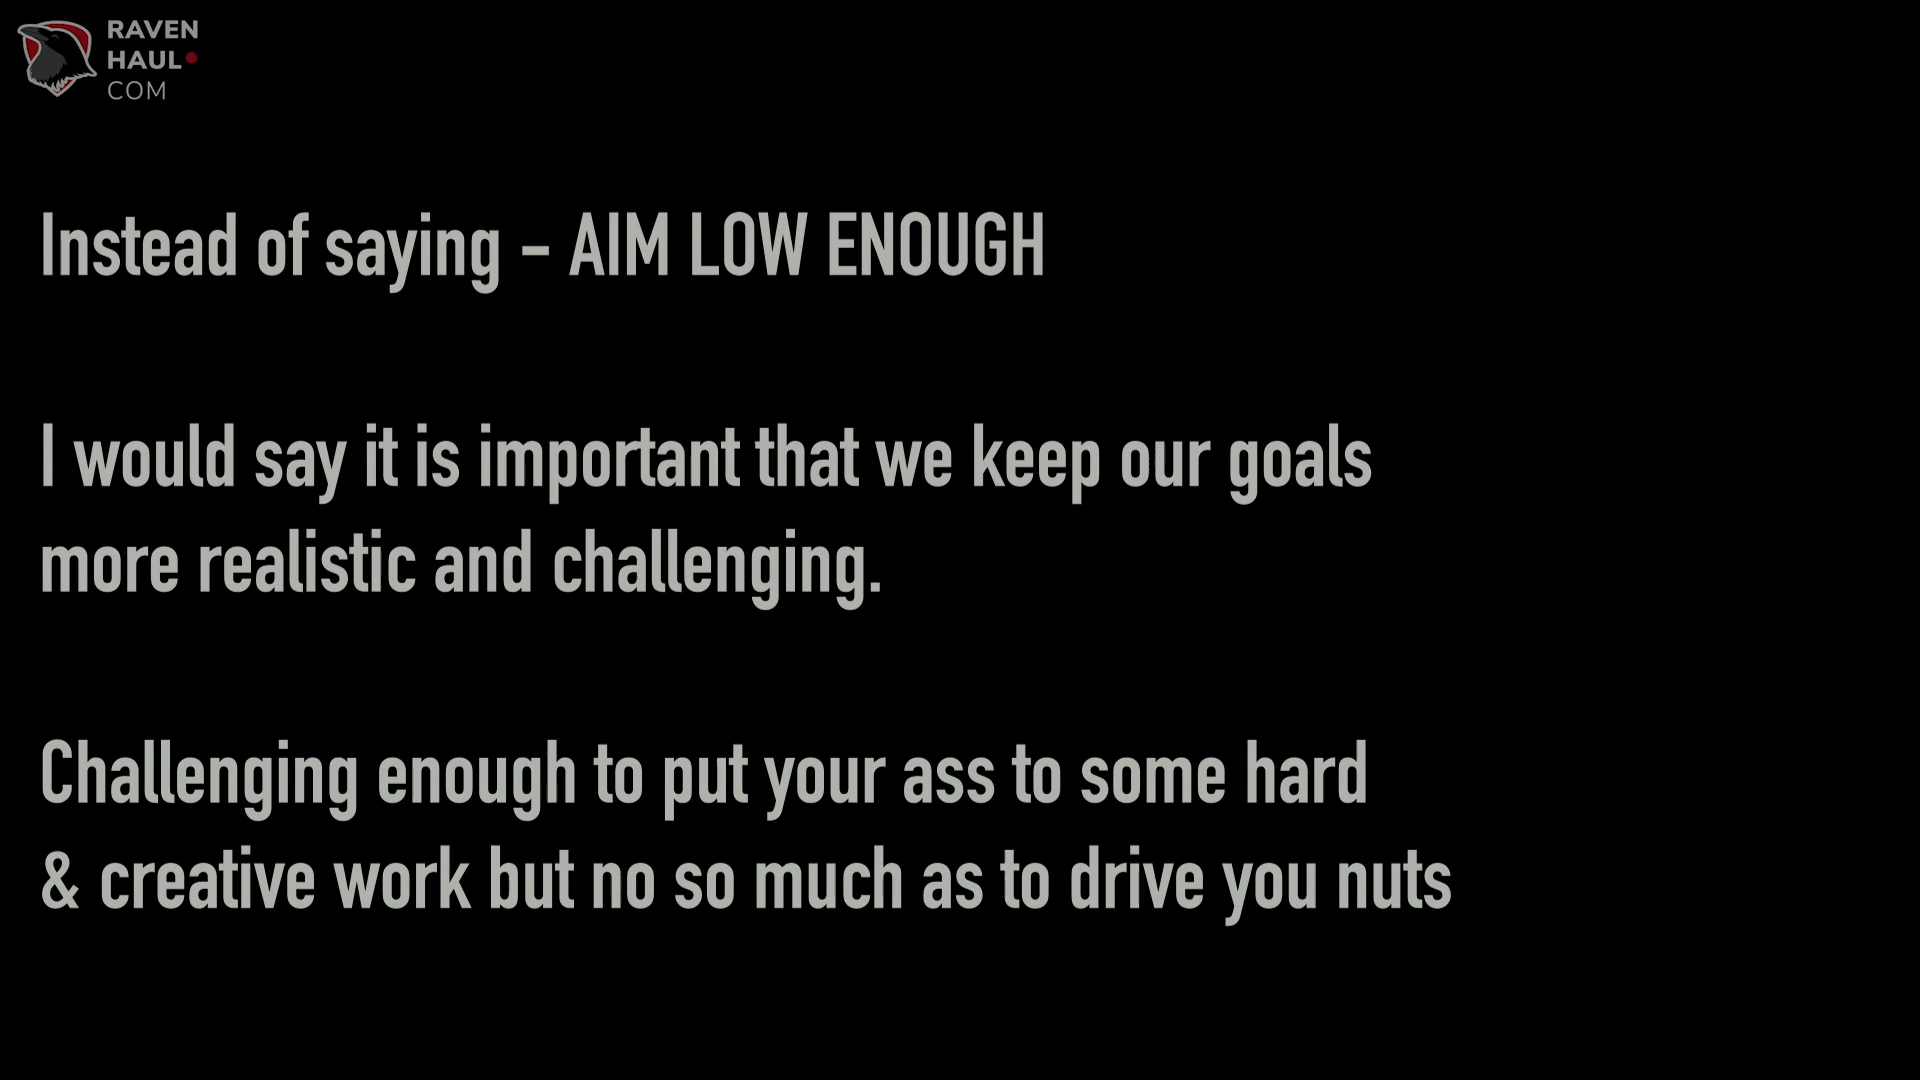 RAVEN
HAUL
COM
Instead of saying - AIM LOW ENOUGH
I would say it is important that we keep our goals
more realistic and challenging.
Challenging enough to put your ass to some hard
& creative work but no so much as to drive you nuts